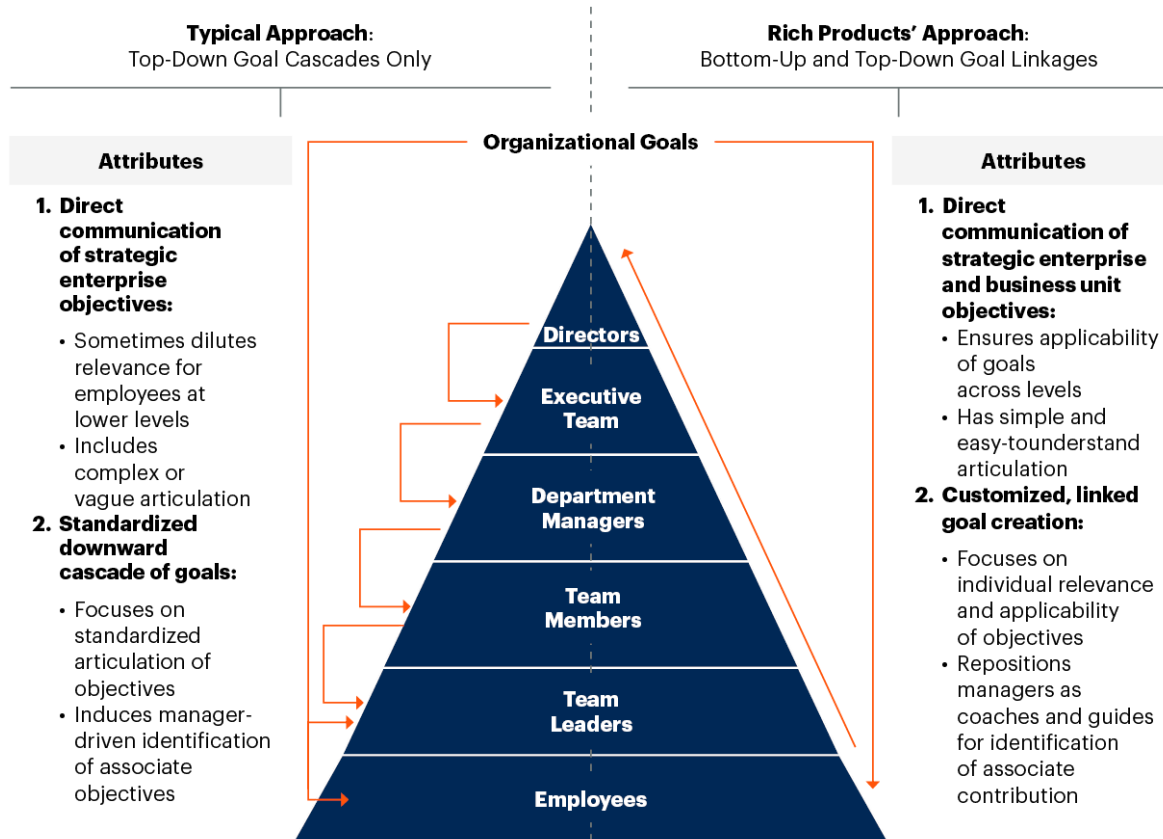 Typical Approach:
Top-Down Goal Cascades Only
Rich Products’ Approach:
Bottom-Up and Top-Down Goal Linkages
Organizational Goals
Attributes
1. Direct
communication
of strategic
enterprise
objectives:
• Sometimes dilutes
relevance for
employees at
lower levels
• Includes
complex or
vague articulation
2. Standardized
downward
cascade of goals:
• Focuses on
standardized
articulation of
objectives
• Induces manager-
driven identification
of associate
objectives
Directors
Executive
Team
Department
Managers
Team
Members
Team
Leaders
Employees
Attributes
1. Direct
communication of
strategic enterprise
and business unit
objectives:
• Ensures applicability
of goals
across levels
• Has simple and
easy-tounderstand
articulation
2. Customized, linked
goal creation:
• Focuses on
individual relevance
and applicability
of objectives
• Repositions
managers as
coaches and guides
for identification
of associate
contribution